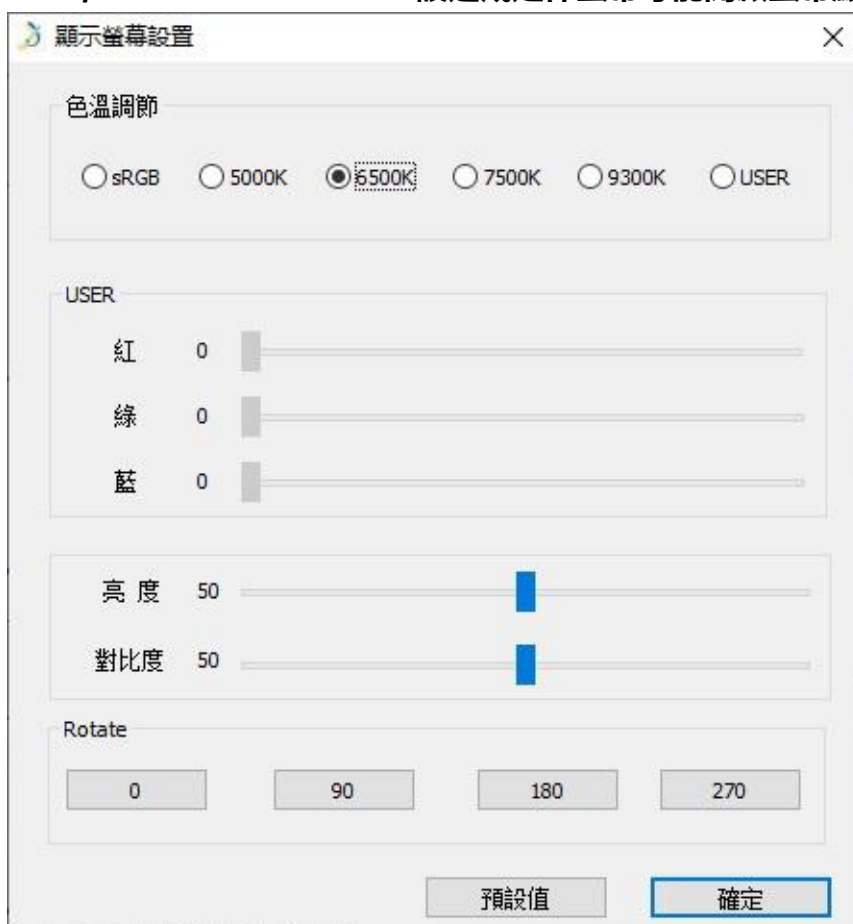 顯示螢幕設置
色溫調節
sRGB 5000K 6500K 7500K 9300K USER
USER
紅 0
綠 0
藍 0
亮 度 50
對比度 50
Rotate
0 90 180 270
預設值 確定